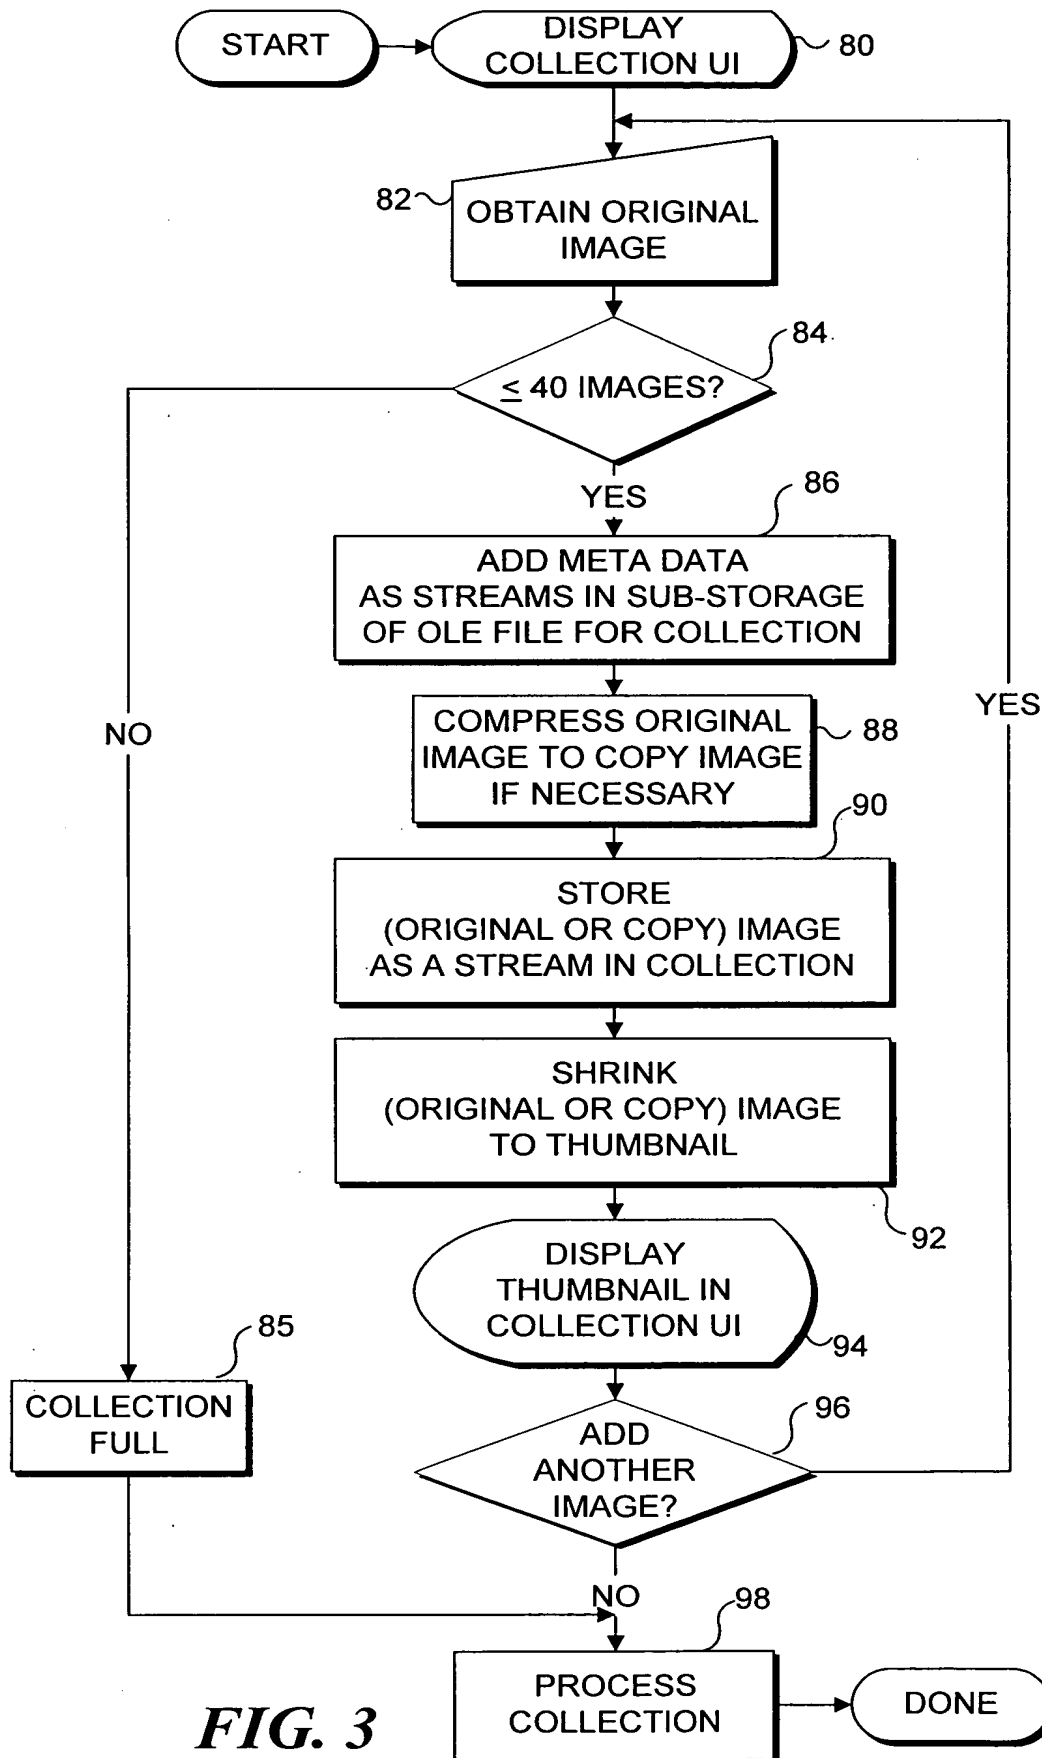 START
DISPLAY
COLLECTION UI
80
82
OBTAIN ORIGINAL
IMAGE
84
≤ 40 IMAGES?
YES
86
ADD META DATA
AS STREAMS IN SUB-STORAGE
OF OLE FILE FOR COLLECTION
NO
YES
COMPRESS ORIGINAL
IMAGE TO COPY IMAGE
IF NECESSARY
88
90
STORE
(ORIGINAL OR COPY) IMAGE
AS A STREAM IN COLLECTION
SHRINK
(ORIGINAL OR COPY) IMAGE
TO THUMBNAIL
92
DISPLAY
THUMBNAIL IN
COLLECTION UI
94
85
COLLECTION
FULL
96
ADD
ANOTHER
IMAGE?
NO
98
PROCESS
COLLECTION
DONE
FIG. 3